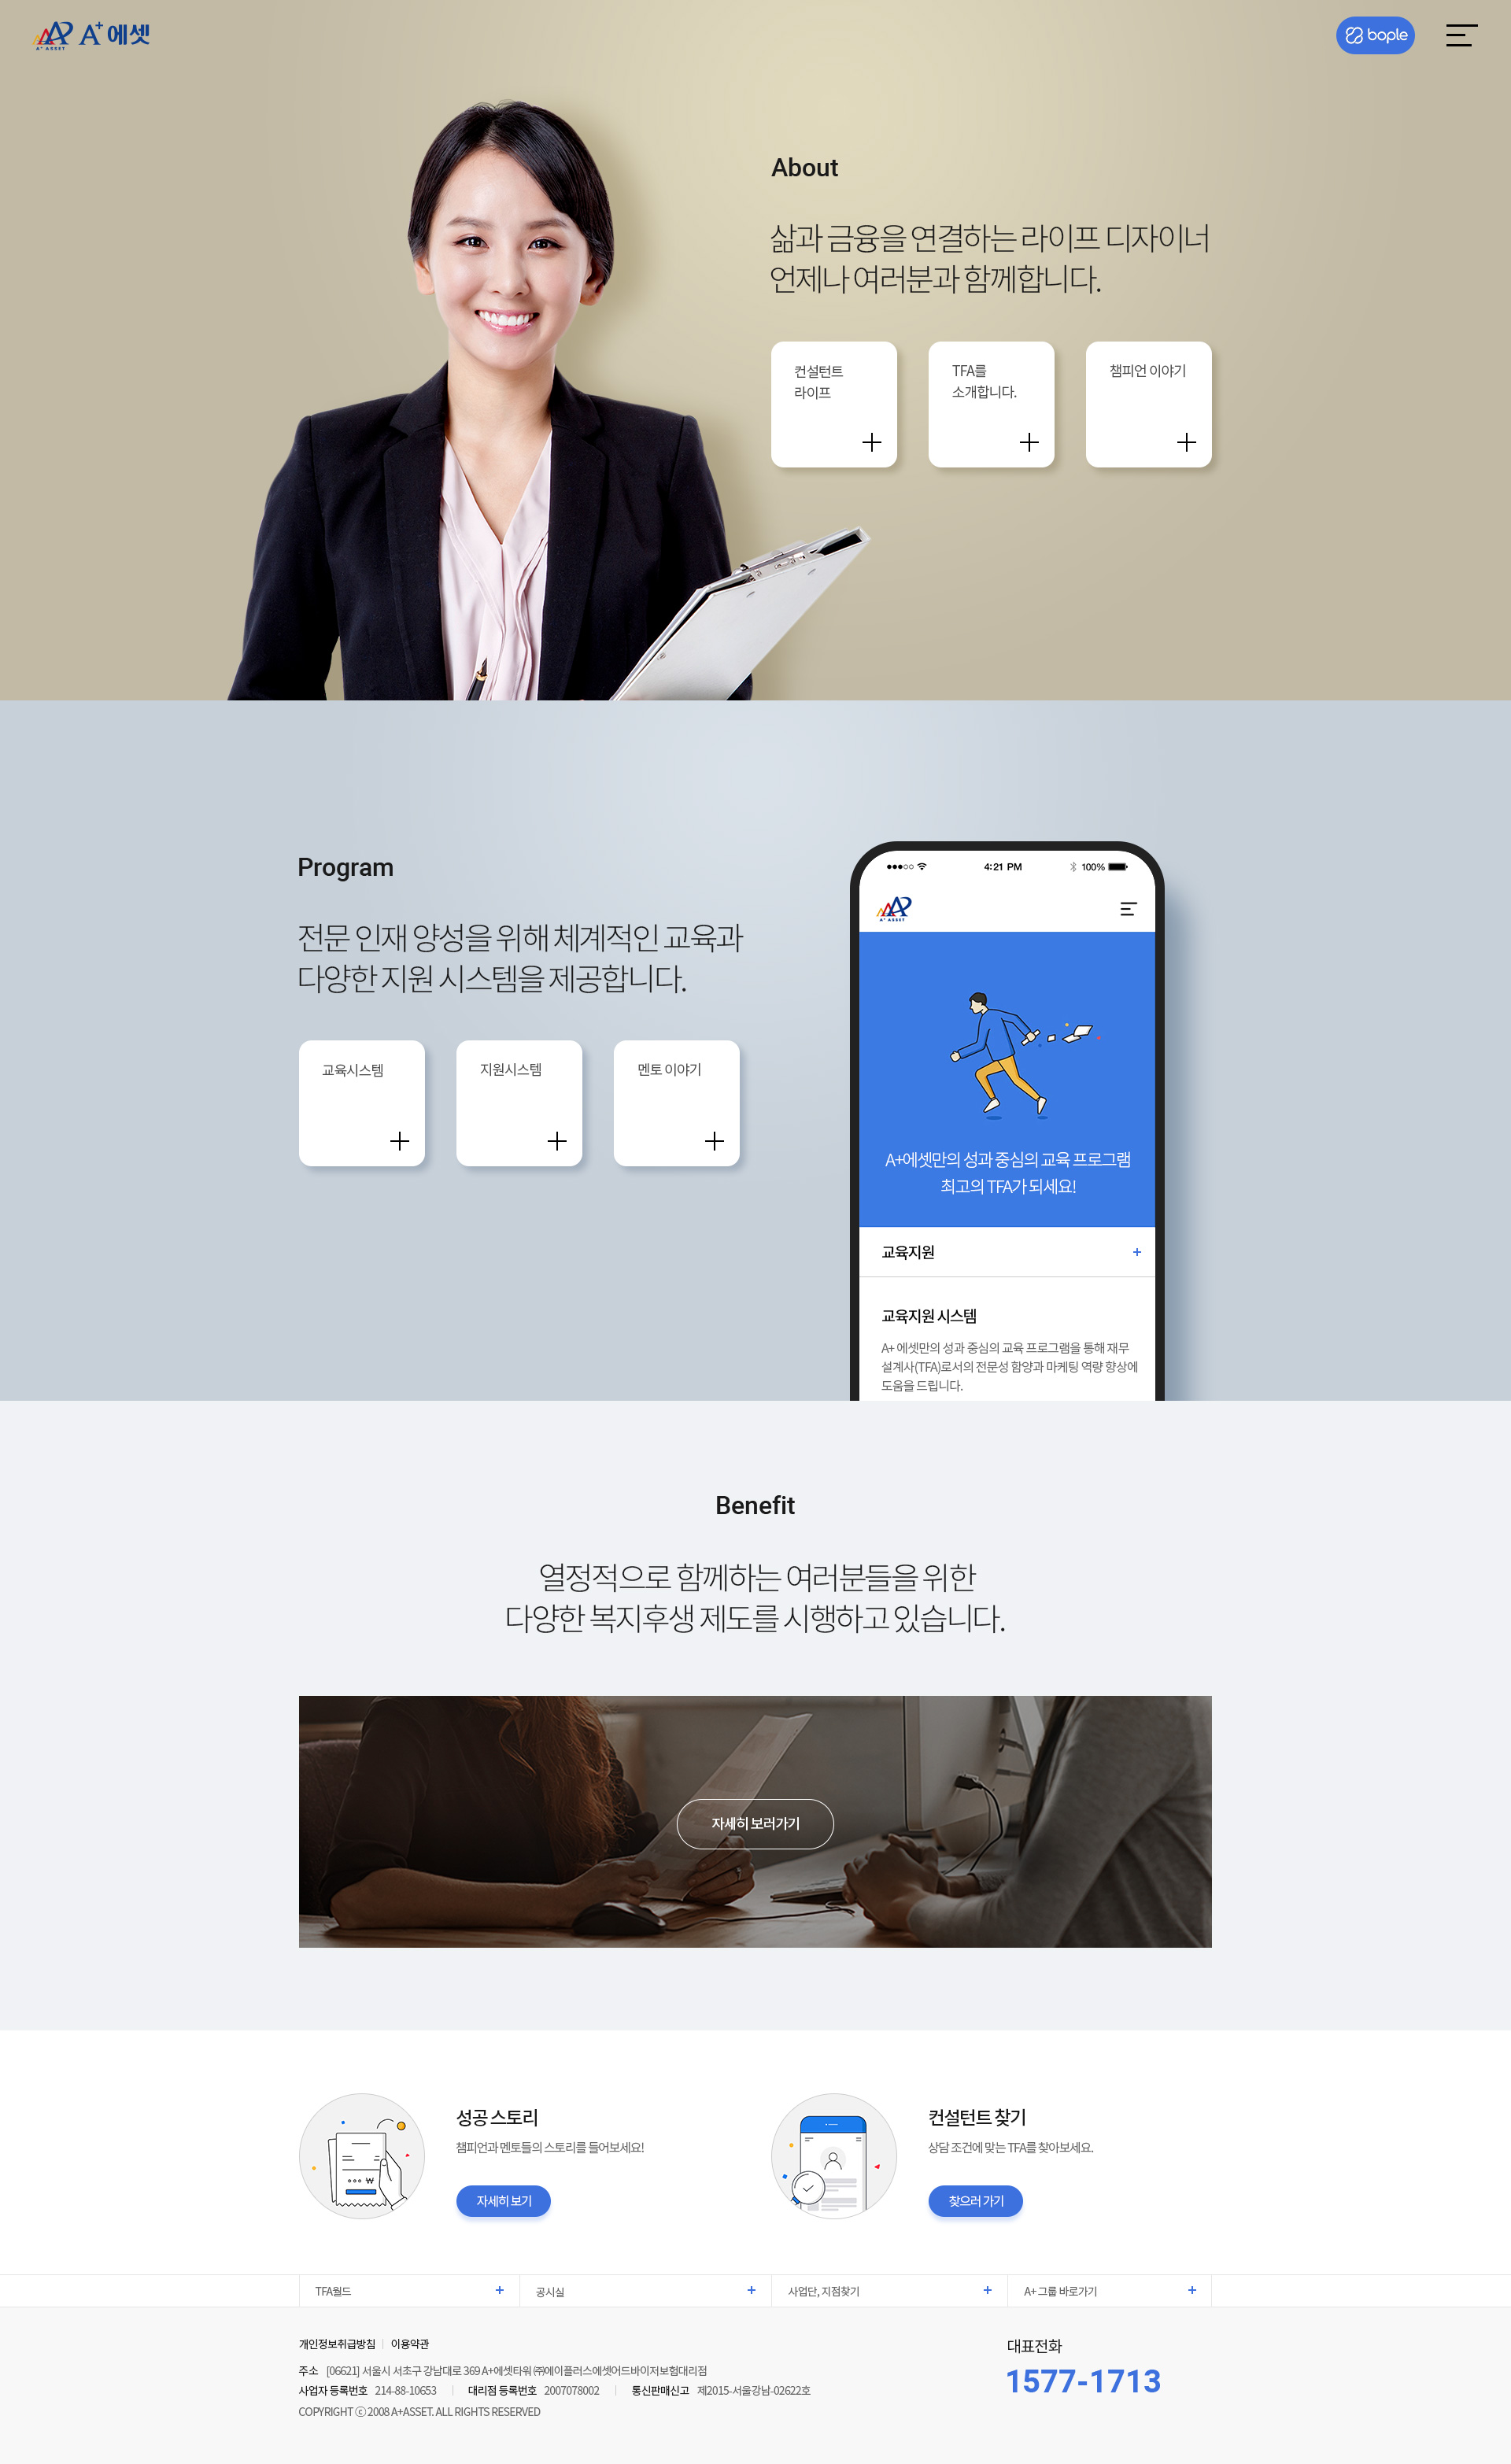 A+ ASSET
A+에셋
bople
About
삶과 금융을 연결하는 라이프 디자이너
언제나 여러분과 함께합니다.
컨설턴트
라이프
TFA를
소개합니다.
챔피언 이야기
Program
전문 인재 양성을 위해 체계적인 교육과
다양한 지원 시스템을 제공합니다.
교육시스템
지원시스템
멘토 이야기
4:21 PM
100%
A+ ASSET
A+에셋만의 성과 중심의 교육 프로그램
최고의 TFA가 되세요!
교육지원
교육지원 시스템
A+ 에셋만의 성과 중심의 교육 프로그램을 통해 재무
설계사(TFA)로서의 전문성 함양과 마케팅 역량 향상에
도움을 드립니다.
Benefit
열정적으로 함께하는 여러분들을 위한
다양한 복지후생 제도를 시행하고 있습니다.
자세히 보러가기
성공 스토리
챔피언과 멘토들의 스토리를 들어보세요!
자세히 보기
컨설턴트 찾기
상담 조건에 맞는 TFA를 찾아보세요.
찾으러 가기
TFA월드
공시실
사업단, 지점찾기
A+ 그룹 바로가기
개인정보취급방침 | 이용약관
주소 [06621] 서울시 서초구 강남대로 369 A+에셋타워 ㈜에이플러스에셋어드바이저보험대리점
사업자 등록번호 214-88-10653 | 대리점 등록번호 2007078002 | 통신판매신고 제2015-서울강남-02622호
COPYRIGHT ⓒ 2008 A+ASSET. ALL RIGHTS RESERVED
대표전화
1577-1713